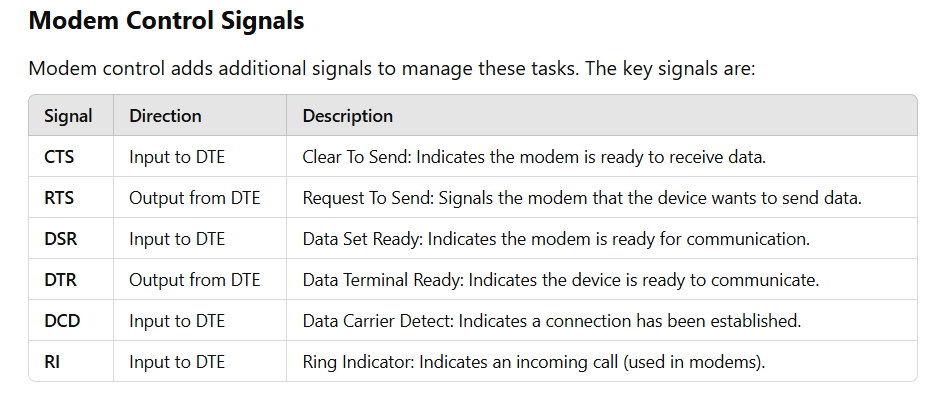 Modem Control Signals
Modem control adds additional signals to manage these tasks. The key signals are:
Signal Direction Description
CTS Input to DTE Clear To Send: Indicates the modem is ready to receive data.
RTS Output from DTE Request To Send: Signals the modem that the device wants to send data.
DSR Input to DTE Data Set Ready: Indicates the modem is ready for communication.
DTR Output from DTE Data Terminal Ready: Indicates the device is ready to communicate.
DCD Input to DTE Data Carrier Detect: Indicates a connection has been established.
RI Input to DTE Ring Indicator: Indicates an incoming call (used in modems).